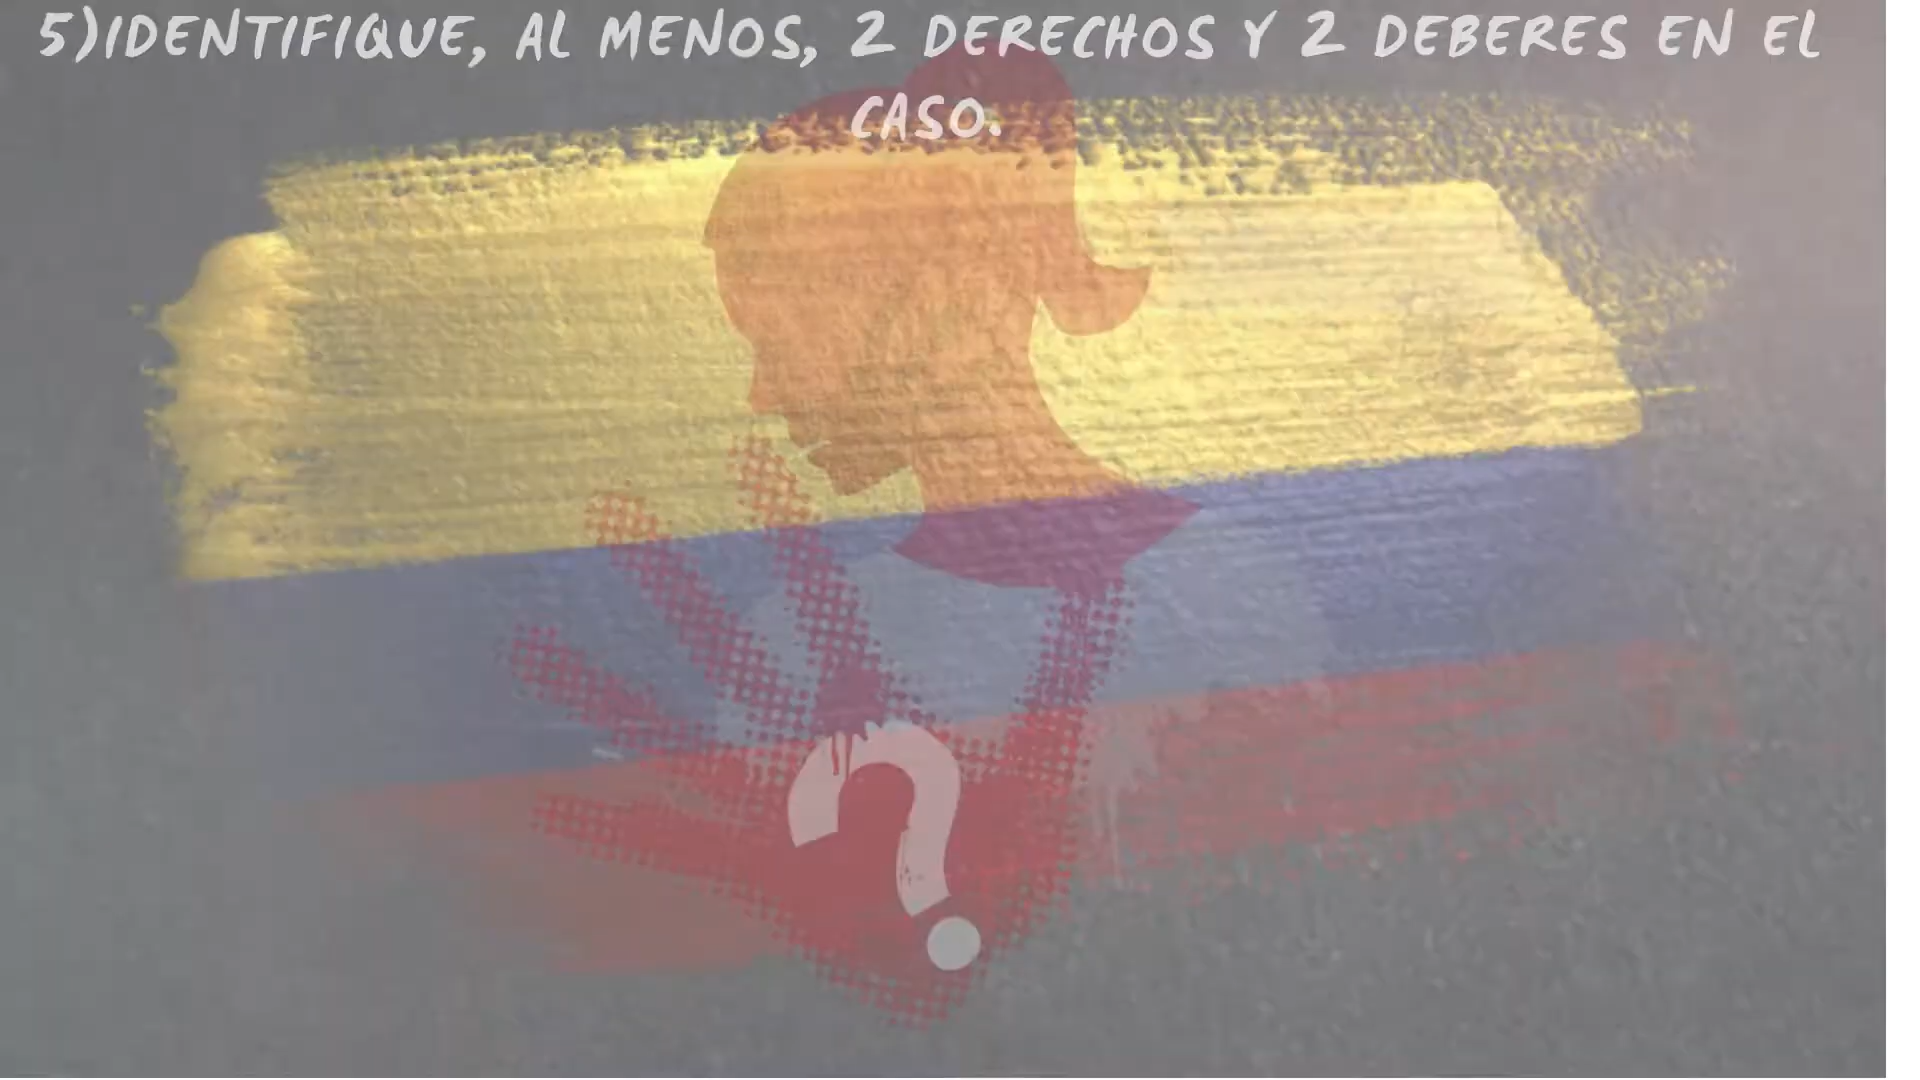 5)IDENTIFIQUE, AL MENOS, 2 DERECHOS Y 2 DEBERES EN EL
CASO.
?